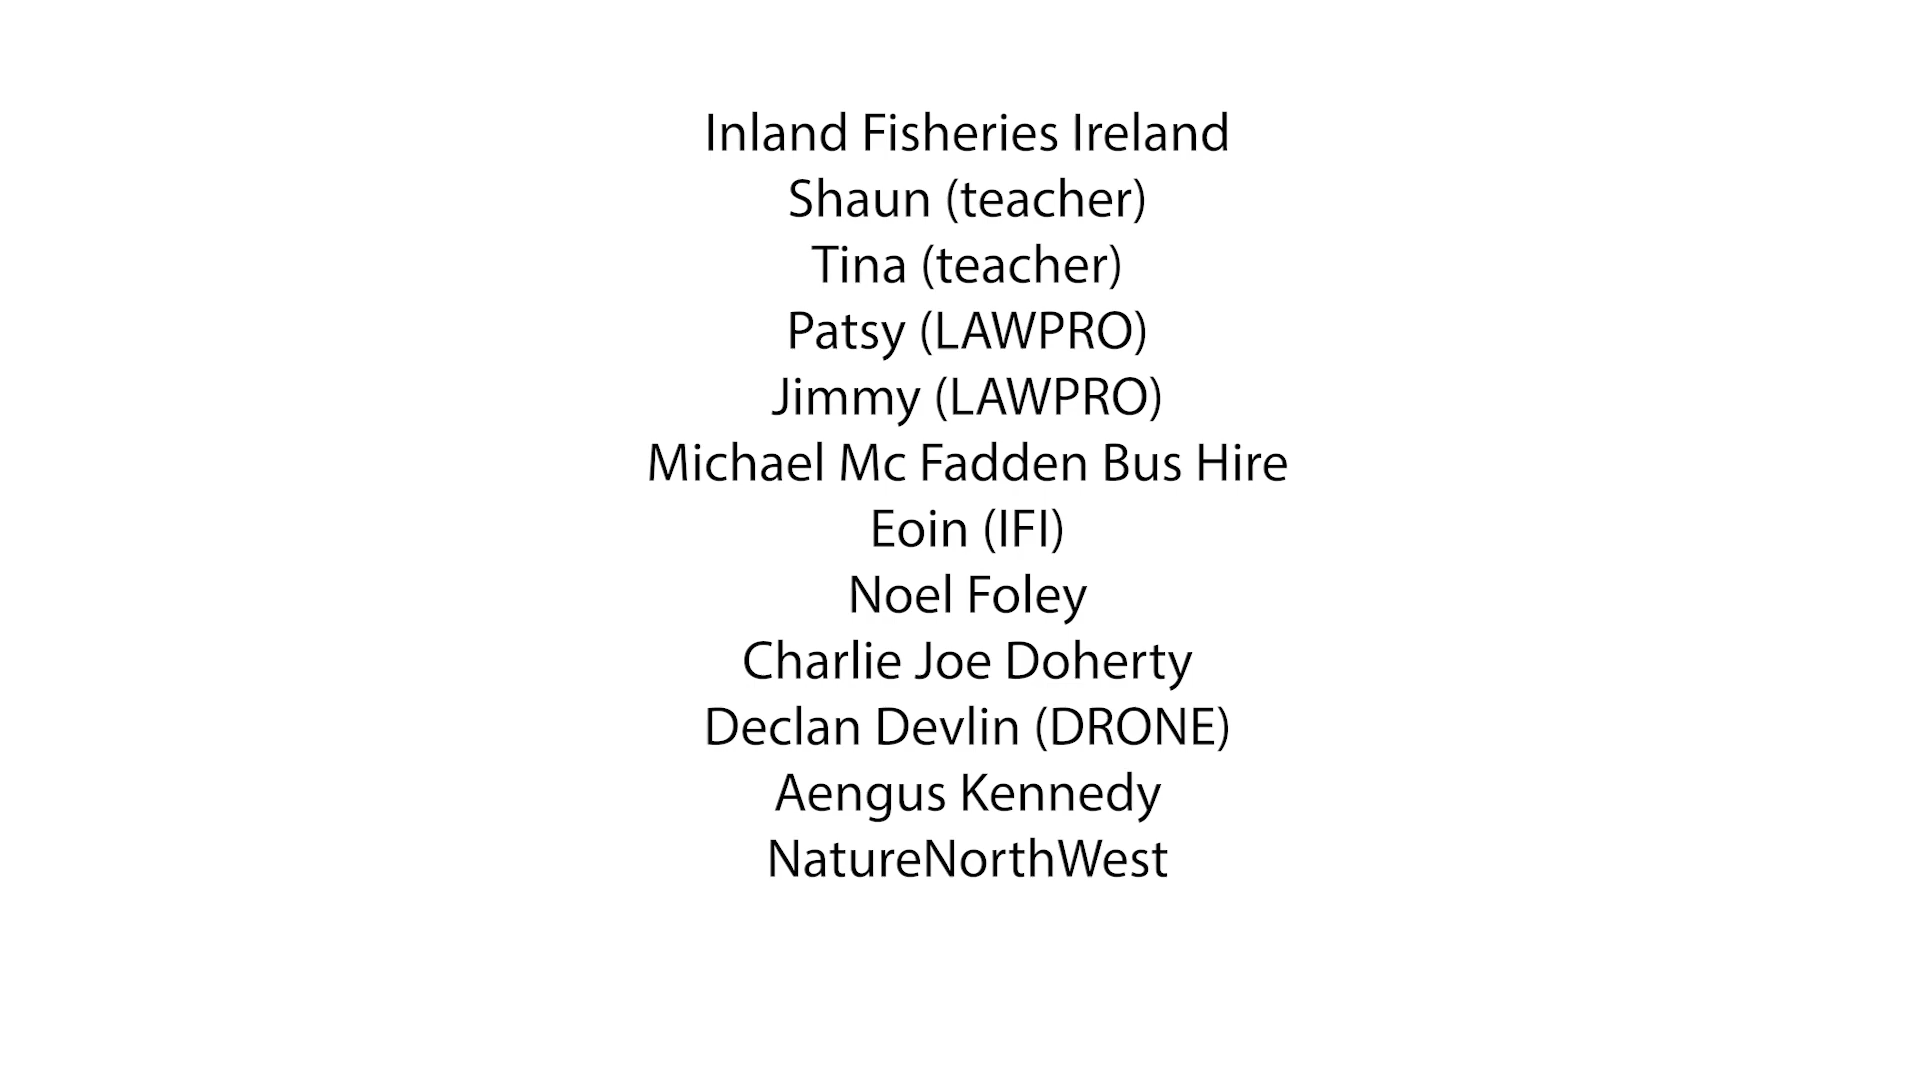 Inland Fisheries Ireland
Shaun (teacher)
Tina (teacher)
Patsy (LAWPRO)
Jimmy (LAWPRO)
Michael Mc Fadden Bus Hire
Eoin (IFI)
Noel Foley
Charlie Joe Doherty
Declan Devlin (DRONE)
Aengus Kennedy
NatureNorthWest